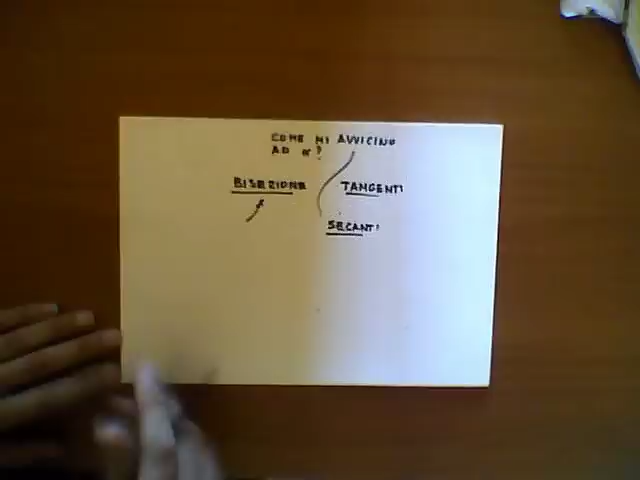 COME MI AVVICINO
AD α?
BISEZIONE
TANGENTI
SECANTI